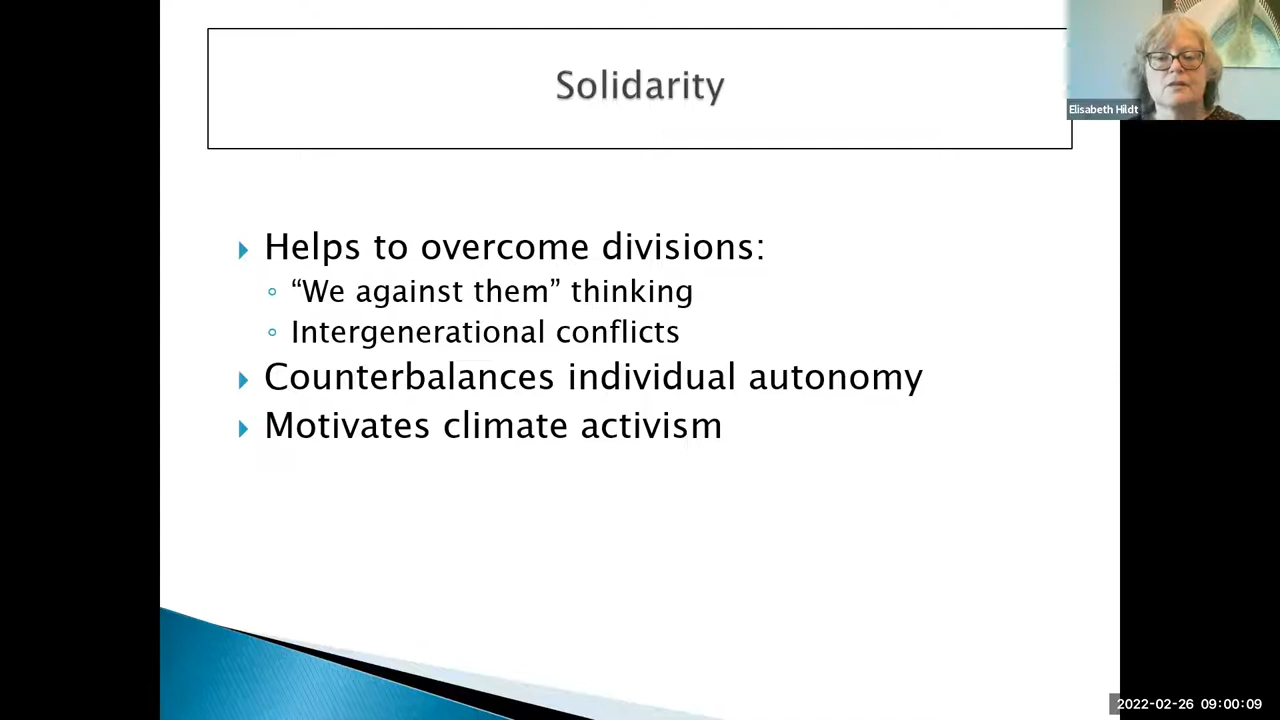 Solidarity
Elisabeth Hildt
Helps to overcome divisions:
“We against them” thinking
Intergenerational conflicts
Counterbalances individual autonomy
Motivates climate activism
2022-02-26 09:00:09